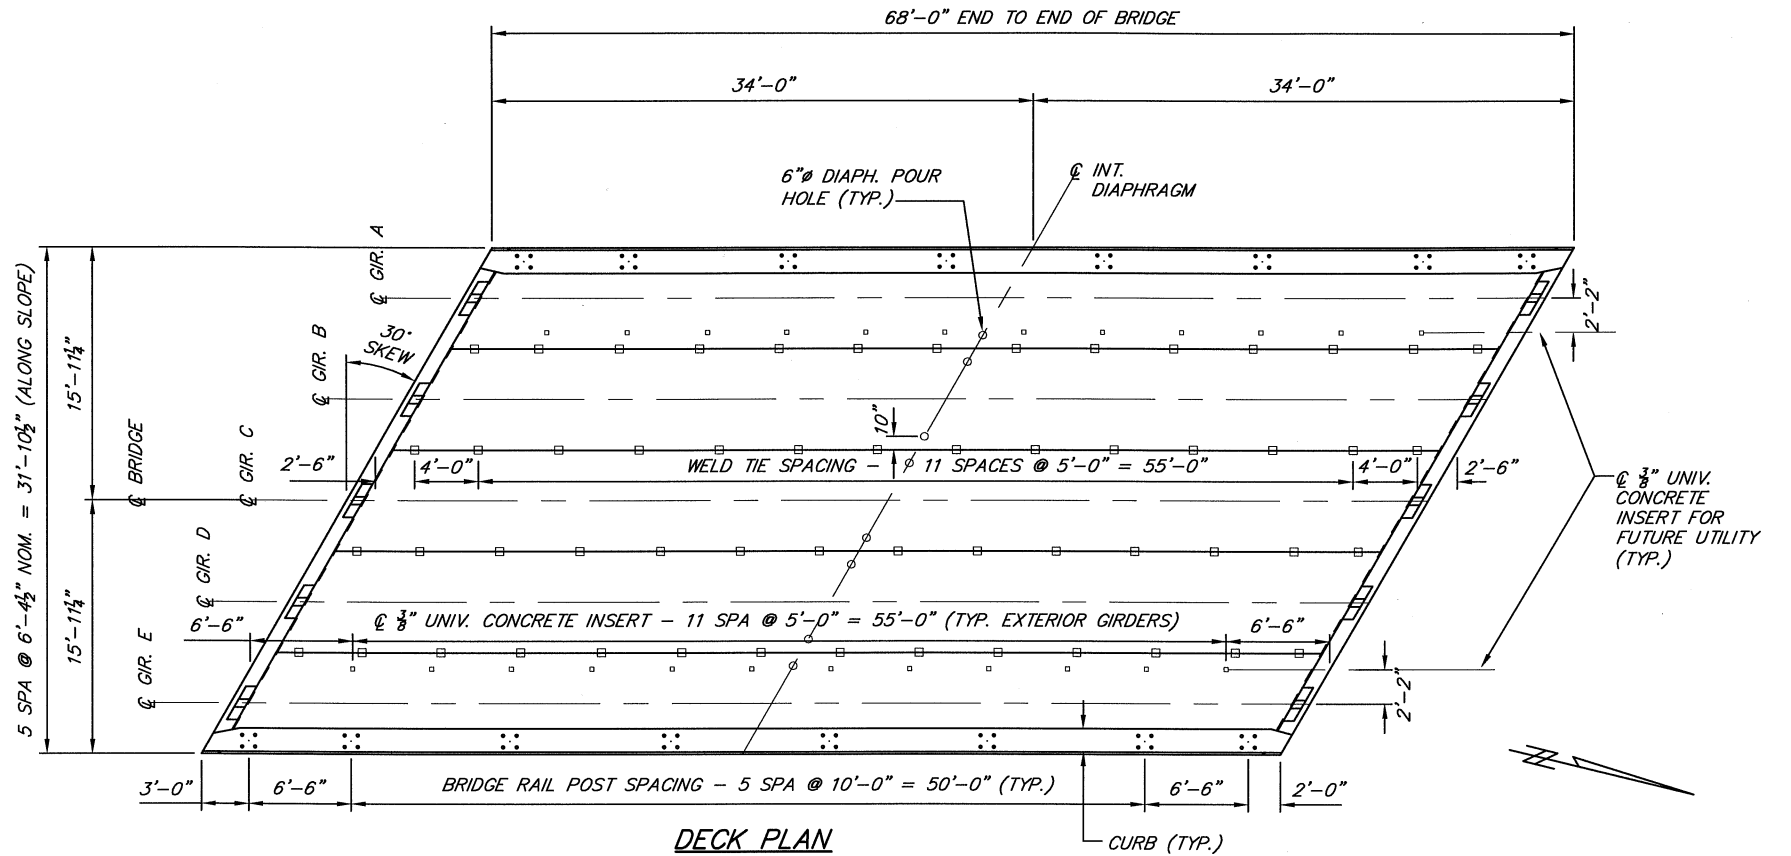 68'-0" END TO END OF BRIDGE
34'-0"
34'-0"
6"ø DIAPH. POUR
HOLE (TYP.)
℄ INT.
DIAPHRAGM
℄ GIR. A
℄ GIR. B
30°
SKEW
℄ BRIDGE
℄ GIR. C
℄ GIR. D
℄ GIR. E
5 SPA @ 6'-4½" NOM. = 31'-10½" (ALONG SLOPE)
15'-11¼"
15'-11¼"
2'-2"
10"
2'-6"
4'-0"
WELD TIE SPACING - 11 SPACES @ 5'-0" = 55'-0"
4'-0"
2'-6"
℄ ⅜" UNIV.
CONCRETE
INSERT FOR
FUTURE UTILITY
(TYP.)
6'-6"
℄ ⅜" UNIV. CONCRETE INSERT - 11 SPA @ 5'-0" = 55'-0" (TYP. EXTERIOR GIRDERS)
6'-6"
2'-2"
3'-0"
6'-6"
BRIDGE RAIL POST SPACING - 5 SPA @ 10'-0" = 50'-0" (TYP.)
6'-6"
2'-0"
DECK PLAN
CURB (TYP.)